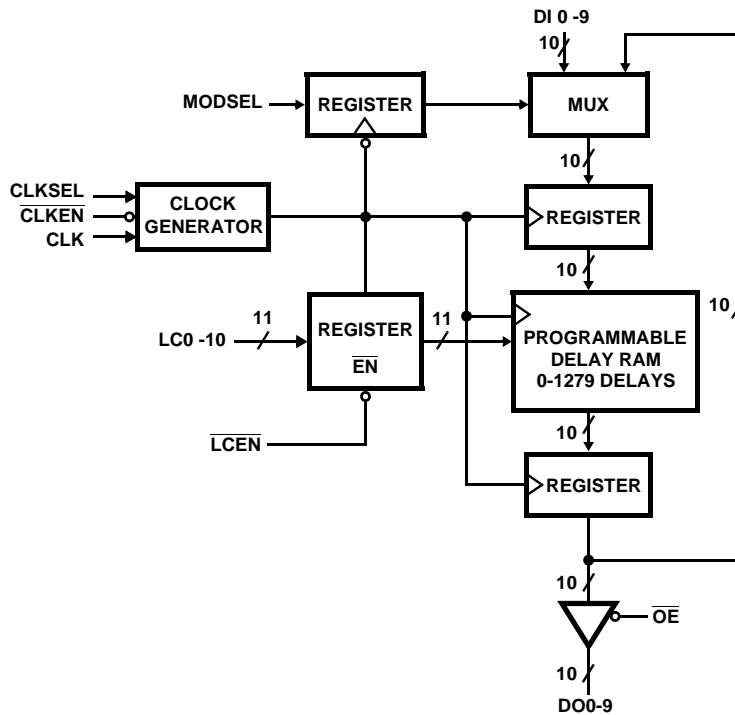 DI 0 -9
10
MODSEL
REGISTER
MUX
10
CLKSEL
CLKEN
CLK
CLOCK
GENERATOR
REGISTER
10
LC0 -10
11
REGISTER
EN
11
PROGRAMMABLE
DELAY RAM
0-1279 DELAYS
10
LCEN
10
REGISTER
10
OE
10
DO0-9